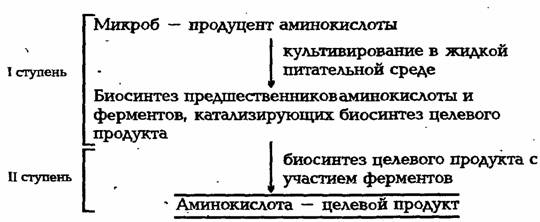 Микроб — продуцент аминокислоты
культивирование в жидкой
питательной среде
I ступень
Биосинтез предшественников аминокислоты и
ферментов, катализирующих биосинтез целевого
продукта
биосинтез целевого продукта с
участием ферментов
II ступень
Аминокислота — целевой продукт